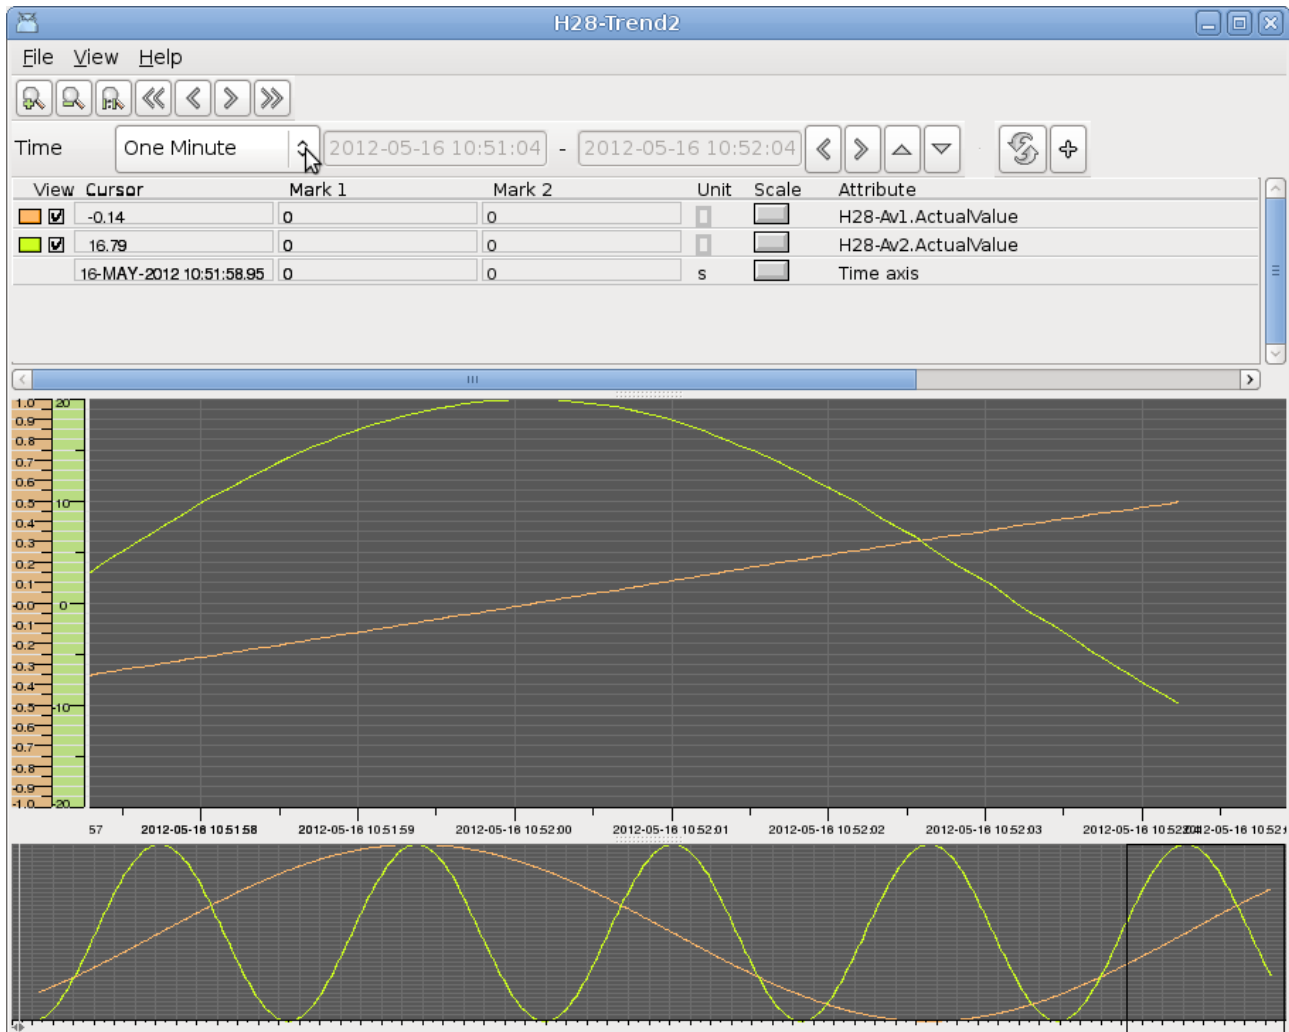 H28-Trend2
File View Help
Time One Minute 2012-05-16 10:51:04 - 2012-05-16 10:52:04
View Cursor Mark 1 Mark 2 Unit Scale Attribute
-0.14 0 0 H28-Av1.ActualValue
16.79 0 0 H28-Av2.ActualValue
16-MAY-2012 10:51:58.95 0 0 s Time axis
1.0 20
0.9
0.8
0.7
0.6
0.5 10
0.4
0.3
0.2
0.1
-0.0 0
-0.1
-0.2
-0.3
-0.4
-0.5 -10
-0.6
-0.7
-0.8
-0.9
-1.0 -20
57 2012-05-16 10:51:58 2012-05-16 10:51:59 2012-05-16 10:52:00 2012-05-16 10:52:01 2012-05-16 10:52:02 2012-05-16 10:52:03 2012-05-16 10:52:04